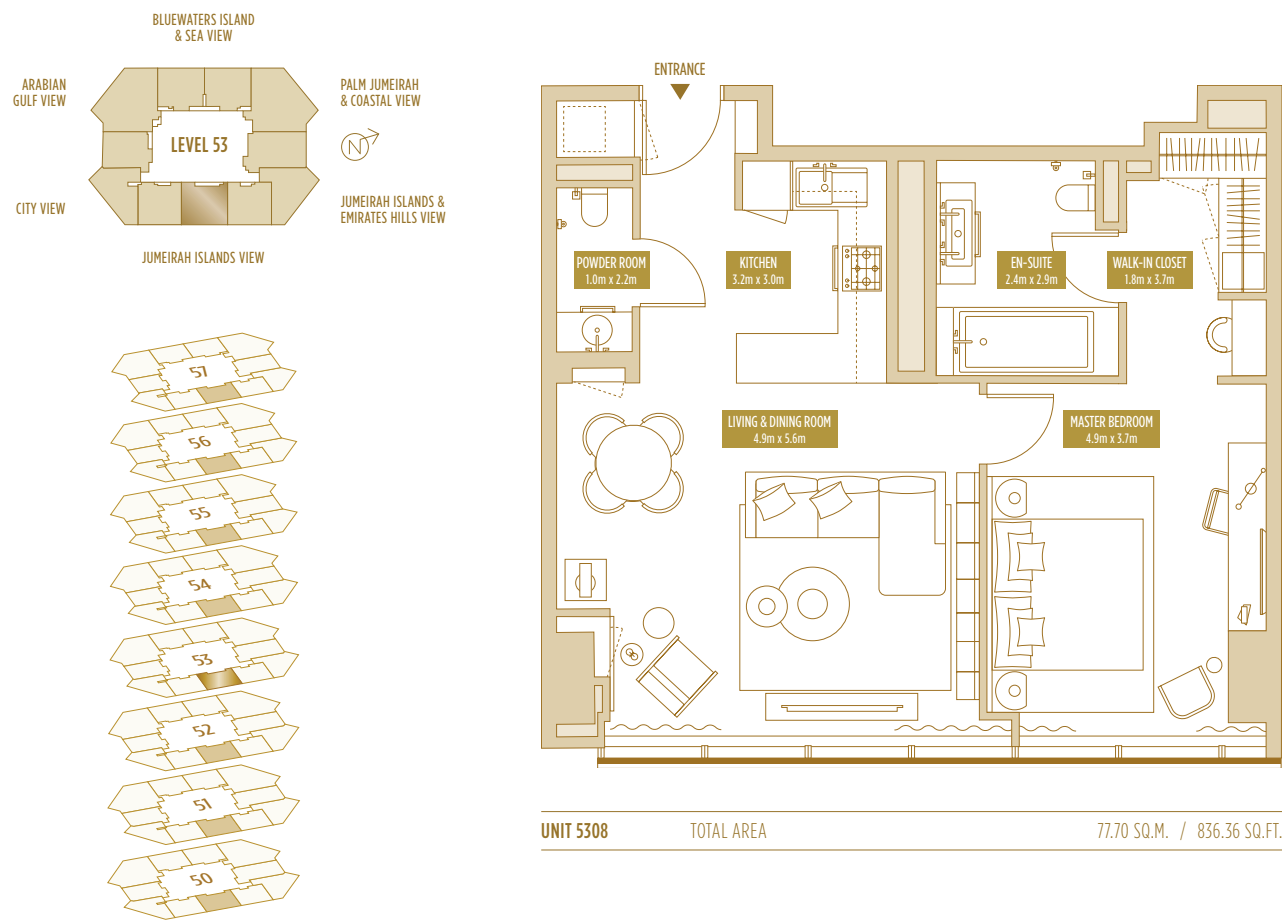 BLUEWATERS ISLAND
& SEA VIEW
ARABIAN
GULF VIEW
PALM JUMEIRAH
& COASTAL VIEW
LEVEL 53
N
CITY VIEW
JUMEIRAH ISLANDS &
EMIRATES HILLS VIEW
JUMEIRAH ISLANDS VIEW
57
56
55
54
53
52
51
50
ENTRANCE
POWDER ROOM
1.0m x 2.2m
KITCHEN
3.2m x 3.0m
EN-SUITE
2.4m x 2.9m
WALK-IN CLOSET
1.8m x 3.7m
LIVING & DINING ROOM
4.9m x 5.6m
MASTER BEDROOM
4.9m x 3.7m
UNIT 5308 TOTAL AREA 77.70 SQ.M. / 836.36 SQ.FT.